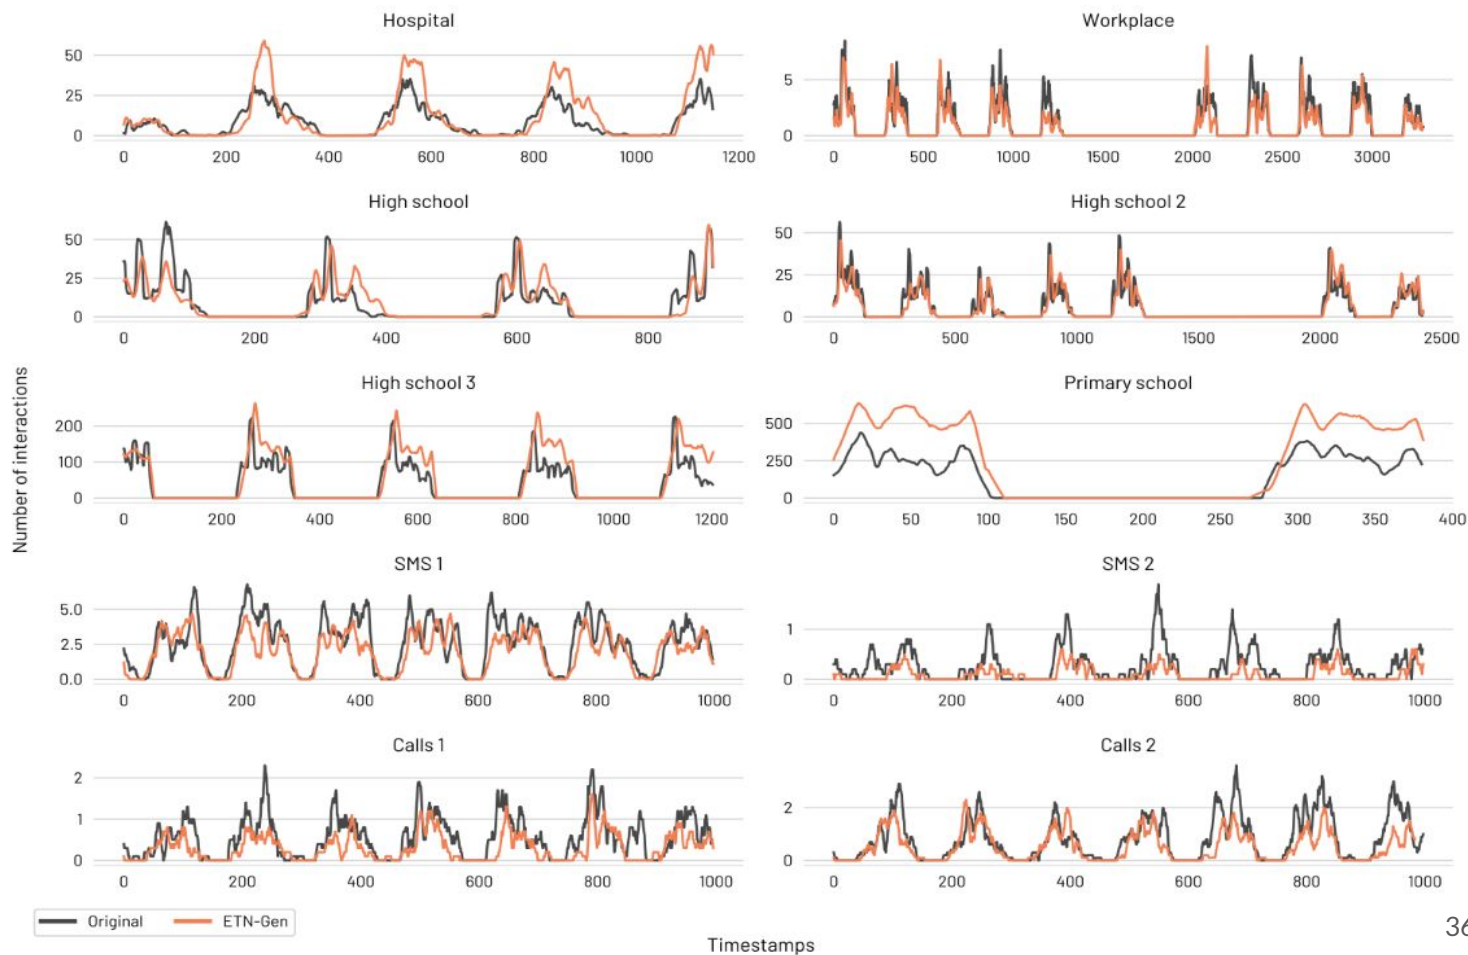 Hospital
50
25
0
0 200 400 600 800 1000 1200
Workplace
5
0
0 500 1000 1500 2000 2500 3000
High school
50
25
0
0 200 400 600 800
High school 2
50
25
0
0 500 1000 1500 2000 2500
Number of interactions
High school 3
200
100
0
0 200 400 600 800 1000 1200
Primary school
500
250
0
0 50 100 150 200 250 300 350 400
SMS 1
5.0
2.5
0.0
0 200 400 600 800 1000
SMS 2
1
0
0 200 400 600 800 1000
Calls 1
2
1
0
0 200 400 600 800 1000
Calls 2
2
0
0 200 400 600 800 1000
Original ETN-Gen
Timestamps
36